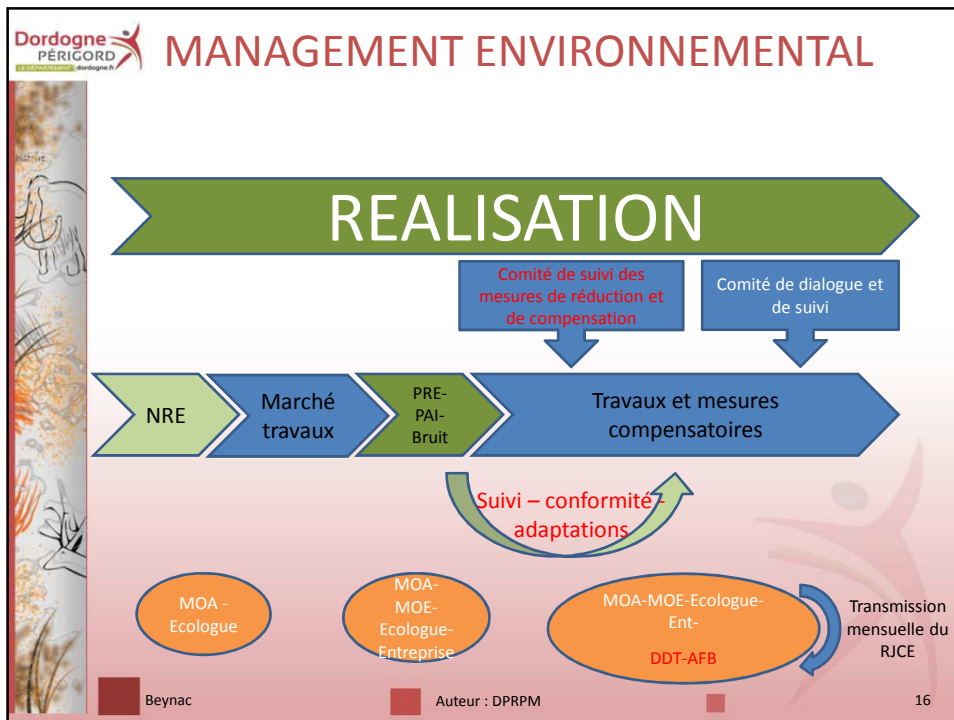 Dordogne
PÉRIGORD
LE DÉPARTEMENT dordogne.fr
MANAGEMENT ENVIRONNEMENTAL
REALISATION
Comité de suivi des
mesures de réduction et
de compensation
Comité de dialogue et
de suivi
NRE
Marché
travaux
PRE-
PAI-
Bruit
Travaux et mesures
compensatoires
Suivi – conformité -
adaptations
MOA -
Ecologue
MOA-
MOE-
Ecologue-
Entreprise
MOA-MOE-Ecologue-
Ent-
DDT-AFB
Transmission
mensuelle du
RJCE
Beynac
Auteur : DPRPM
16